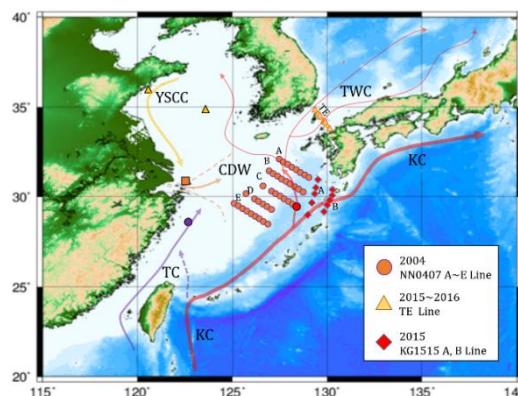 40°
35°
30°
25°
20°
115°
120°
125°
130°
135°
YSCC
TWC
TE
KC
CDW
A
B
C
D
E
A
B
TC
KC
2004
NN0407 A~E Line
2015~2016
TE Line
2015
KG1515 A, B Line